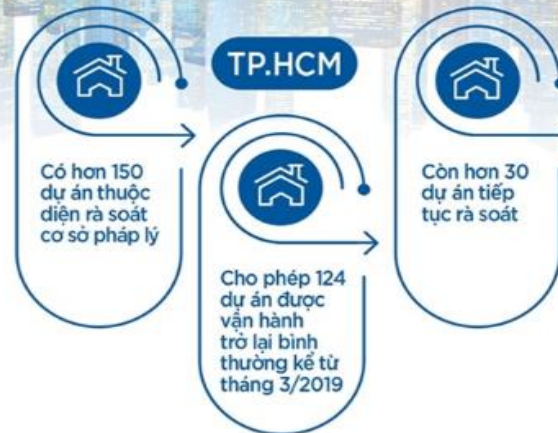 TP.HCM
Có hơn 150
dự án thuộc
diện rà soát
cơ sở pháp lý
Cho phép 124
dự án được
vận hành
trở lại bình
thường kể từ
tháng 3/2019
Còn hơn 30
dự án tiếp
tục rà soát